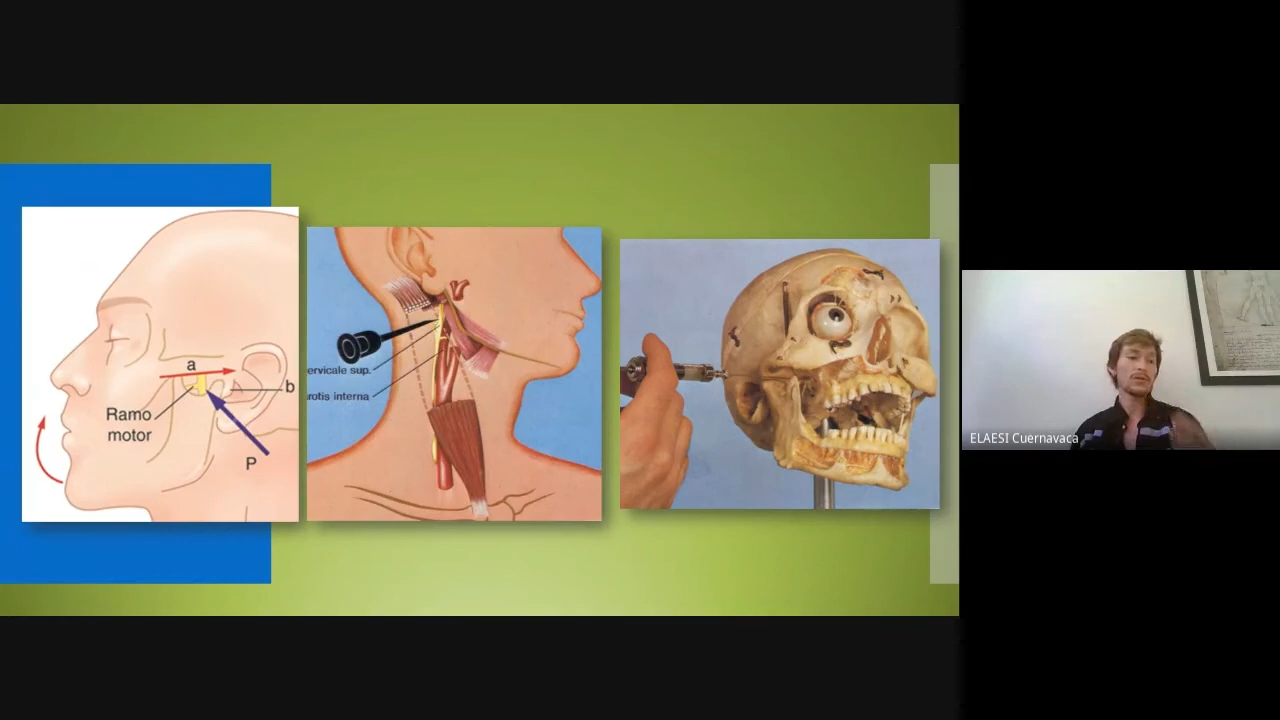 a
b
Ramo
motor
P
ervicale sup.
rotis interna
ELAESI Cuernavaca